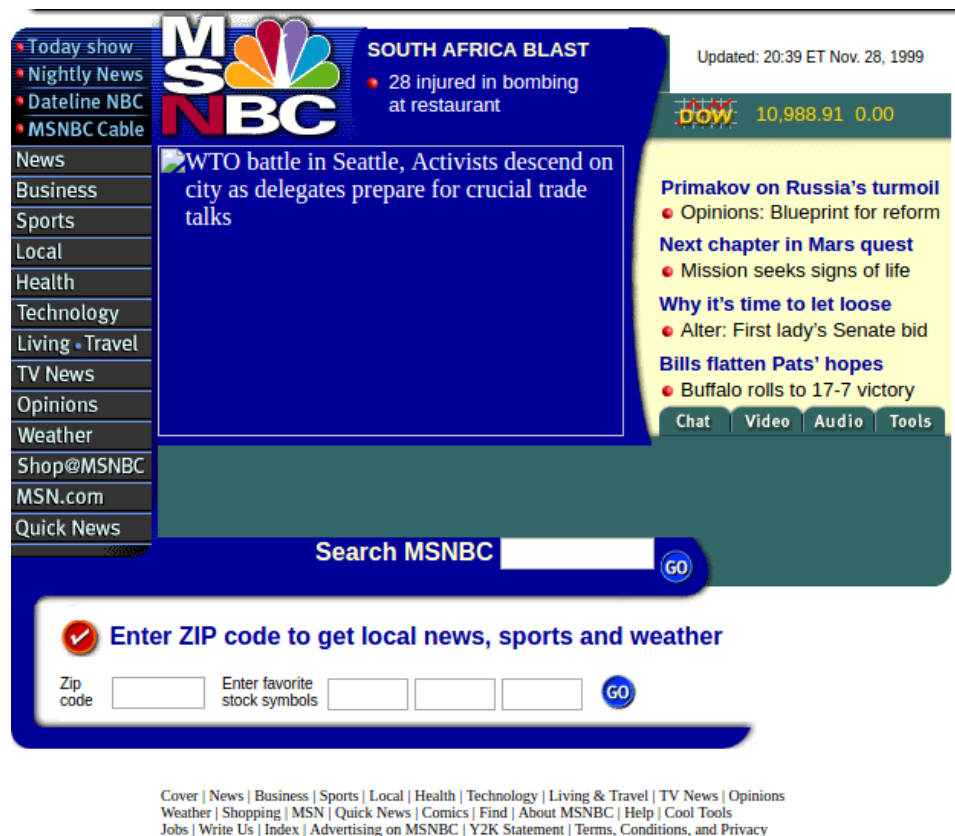 Today show
Nightly News
Dateline NBC
MSNBC Cable
News
Business
Sports
Local
Health
Technology
Living • Travel
TV News
Opinions
Weather
Shop@MSNBC
MSN.com
Quick News
MSNBC
SOUTH AFRICA BLAST
28 injured in bombing
at restaurant
Updated: 20:39 ET Nov. 28, 1999
DOW 10,988.91 0.00
WTO battle in Seattle, Activists descend on
city as delegates prepare for crucial trade
talks
Primakov on Russia's turmoil
Opinions: Blueprint for reform
Next chapter in Mars quest
Mission seeks signs of life
Why it's time to let loose
Alter: First lady's Senate bid
Bills flatten Pats' hopes
Buffalo rolls to 17-7 victory
Chat Video Audio Tools
Search MSNBC GO
Enter ZIP code to get local news, sports and weather
Zip
code
Enter favorite
stock symbols
GO
Cover | News | Business | Sports | Local | Health | Technology | Living & Travel | TV News | Opinions
Weather | Shopping | MSN | Quick News | Comics | Find | About MSNBC | Help | Cool Tools
Jobs | Write Us | Index | Advertising on MSNBC | Y2K Statement | Terms, Conditions, and Privacy